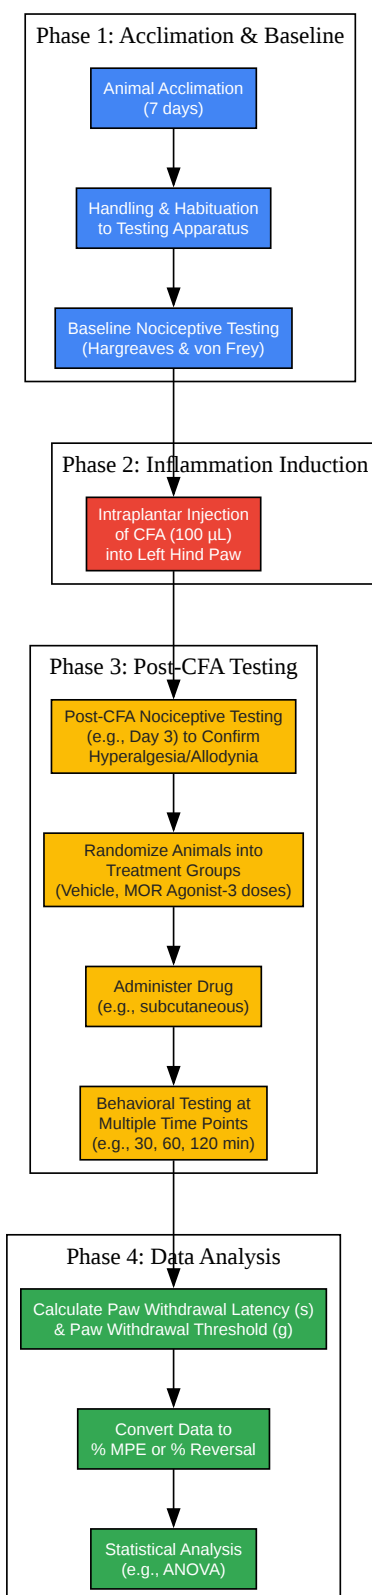 Phase 1: Acclimation & Baseline
Animal Acclimation
(7 days)
Handling & Habituation
to Testing Apparatus
Baseline Nociceptive Testing
(Hargreaves & von Frey)
Phase 2: Inflammation Induction
Intraplantar Injection
of CFA (100 µL)
into Left Hind Paw
Phase 3: Post-CFA Testing
Post-CFA Nociceptive Testing
(e.g., Day 3) to Confirm
Hyperalgesia/Allodynia
Randomize Animals into
Treatment Groups
(Vehicle, MOR Agonist-3 doses)
Administer Drug
(e.g., subcutaneous)
Behavioral Testing at
Multiple Time Points
(e.g., 30, 60, 120 min)
Phase 4: Data Analysis
Calculate Paw Withdrawal Latency (s)
& Paw Withdrawal Threshold (g)
Convert Data to
% MPE or % Reversal
Statistical Analysis
(e.g., ANOVA)